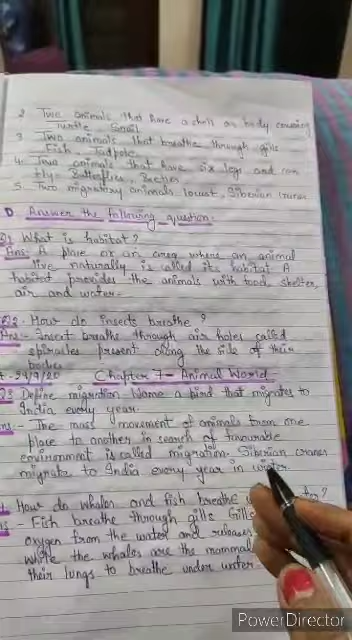 2. Two animals that have a shell on body covering
Turtle Snail
3. Two animals that breathe through gills
Fish Tadpole
4. Two animals that have six legs and can
fly. Butterflies, Beetles
5. Two migratory animals locust, Siberian cranes
D Answer the following question:
Q1 What is habitat?
Ans:- A place or an area where an animal
live naturally is called its habitat A
habitat provides the animals with food, shelter,
air and water.
Q2. How do insects breathe?
Ans - Insect breathe through air holes called
spiracles present along the side of their
bodies
Chapter 7 - Animal World
Q3 Define migration Name a bird that migrates to
India every year.
- The mass movement of animals from one
place to another in search of favourable
environment is called migration. Siberian cranes
migrate to India every year in winter.
How do whales and fish breathe
- Fish breathe through gills Gills
oxygen from the water and releases
while the whales are the mammal
their lungs to breathe under water.
PowerDirector